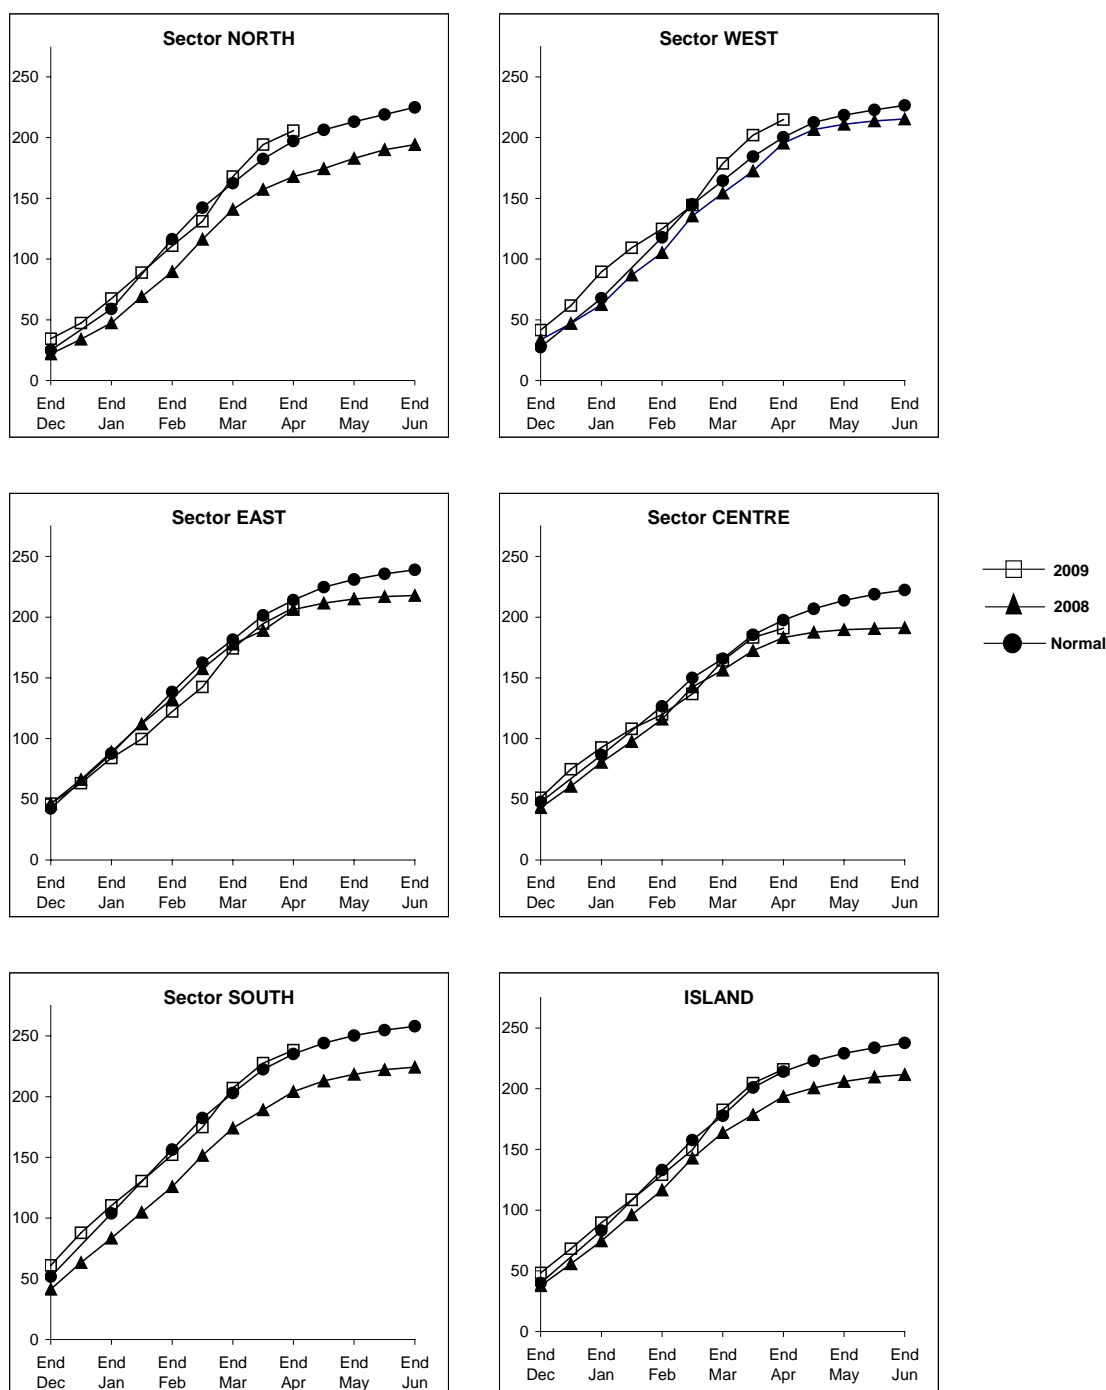 Sector NORTH
250
200
150
100
50
0
End End End End End End End
Dec Jan Feb Mar Apr May Jun
Sector WEST
250
200
150
100
50
0
End End End End End End End
Dec Jan Feb Mar Apr May Jun
Sector EAST
250
200
150
100
50
0
End End End End End End End
Dec Jan Feb Mar Apr May Jun
Sector CENTRE
250
200
150
100
50
0
End End End End End End End
Dec Jan Feb Mar Apr May Jun
2009
2008
Normal
Sector SOUTH
250
200
150
100
50
0
End End End End End End End
Dec Jan Feb Mar Apr May Jun
ISLAND
250
200
150
100
50
0
End End End End End End End
Dec Jan Feb Mar Apr May Jun